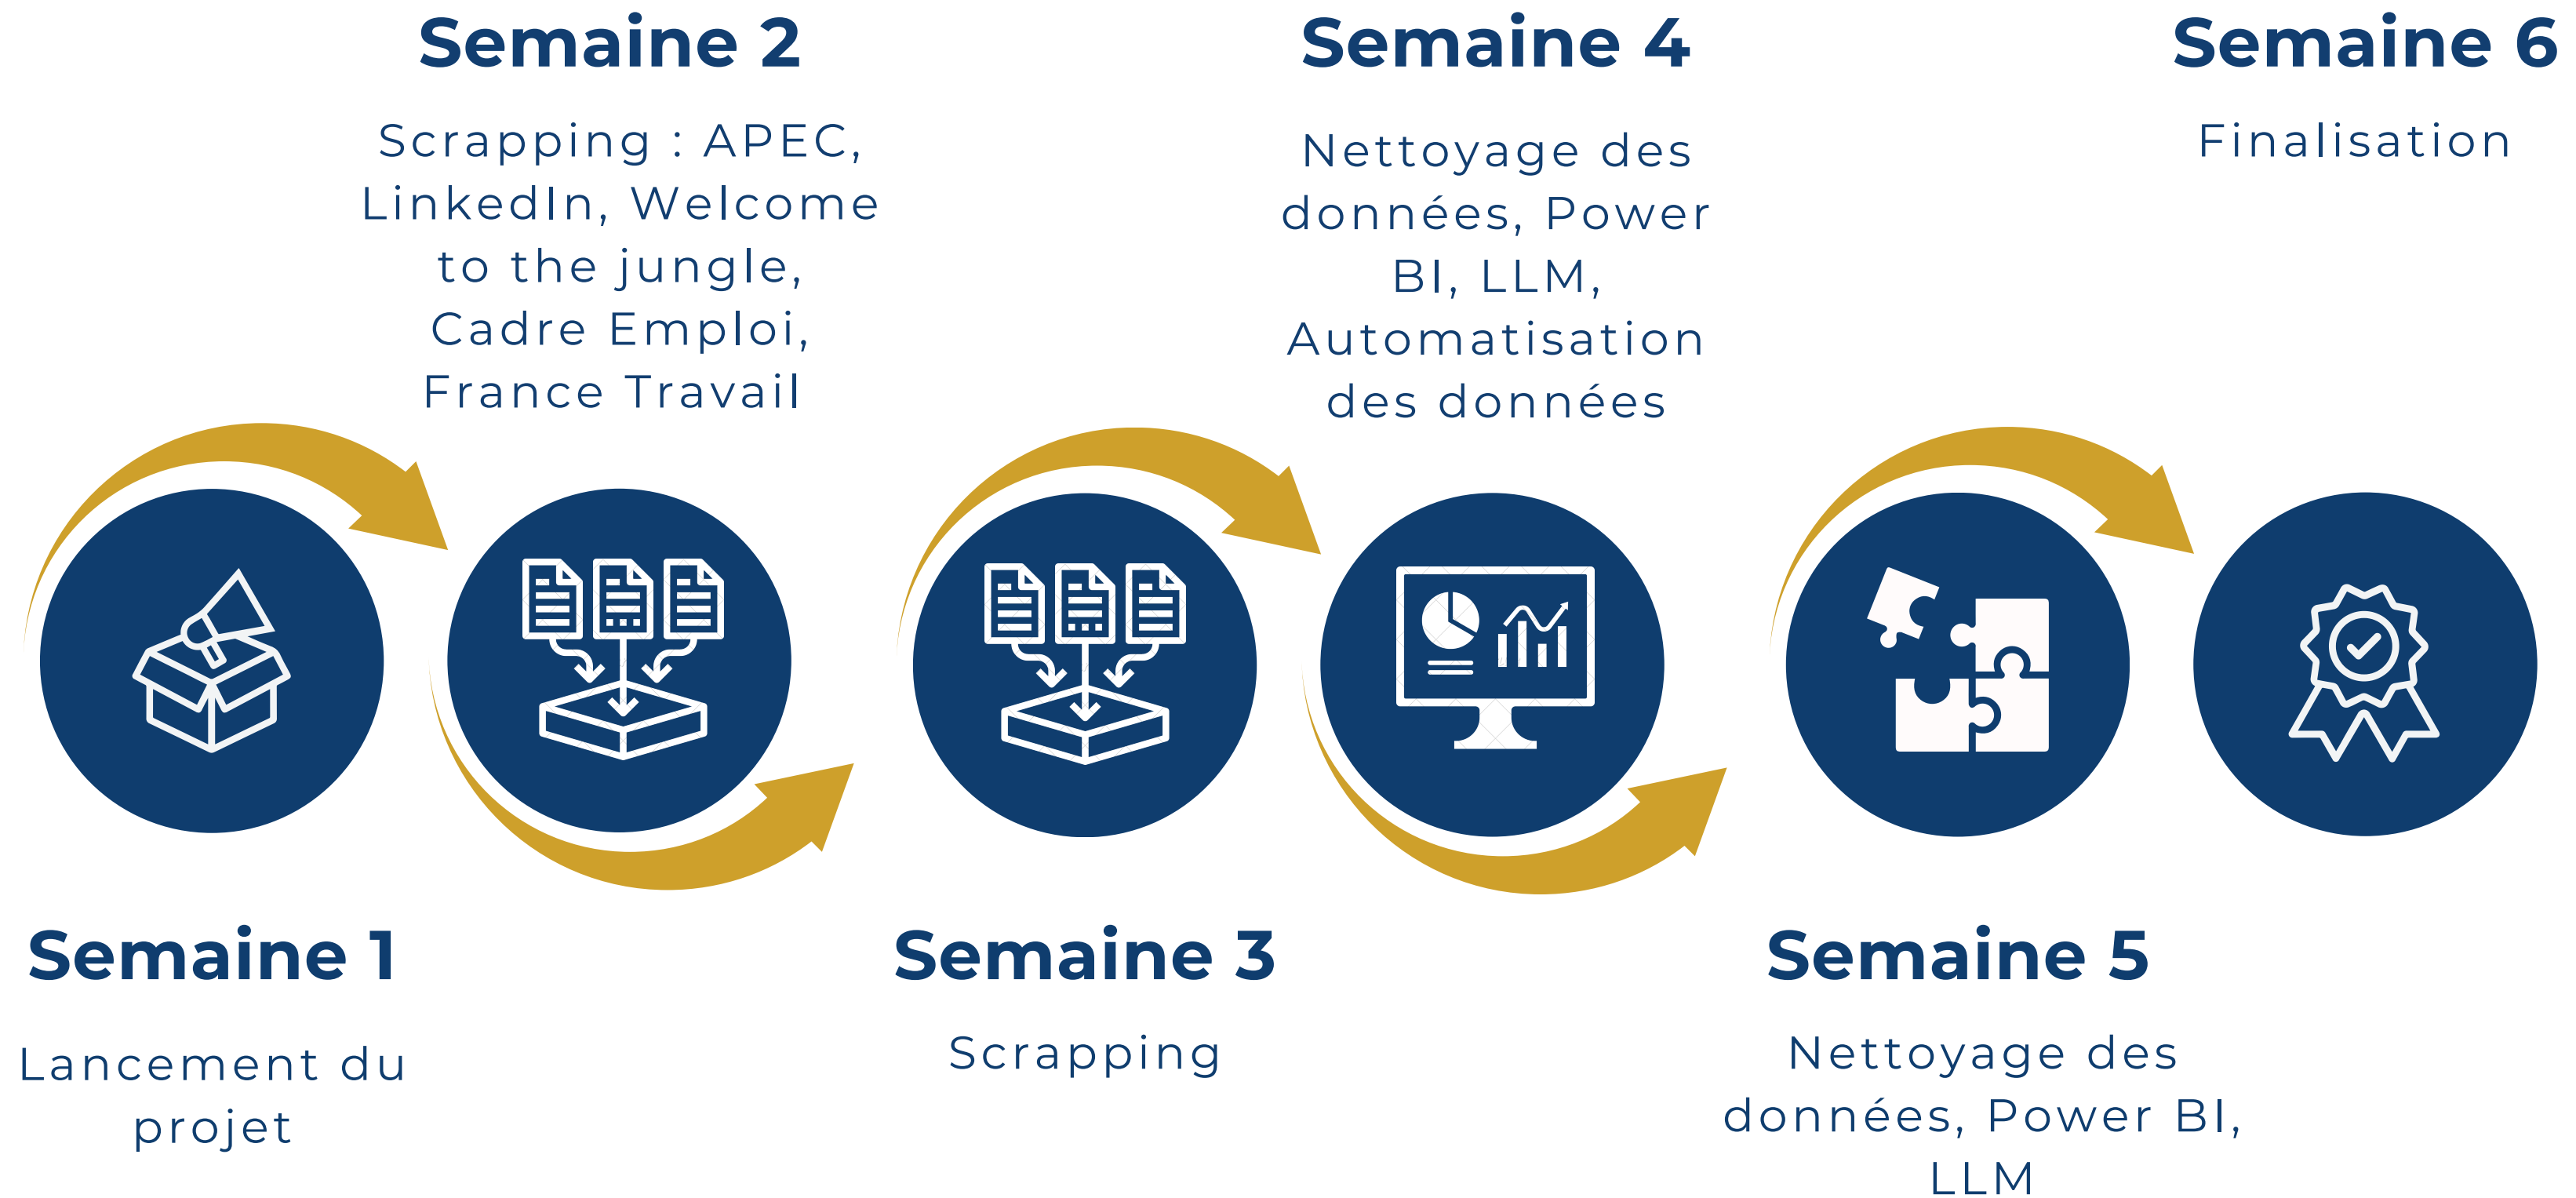 Semaine 1
Lancement du
projet
Semaine 2
Scrapping : APEC,
LinkedIn, Welcome
to the jungle,
Cadre Emploi,
France Travail
Semaine 3
Scrapping
Semaine 4
Nettoyage des
données, Power
BI, LLM,
Automatisation
des données
Semaine 5
Nettoyage des
données, Power BI,
LLM
Semaine 6
Finalisation